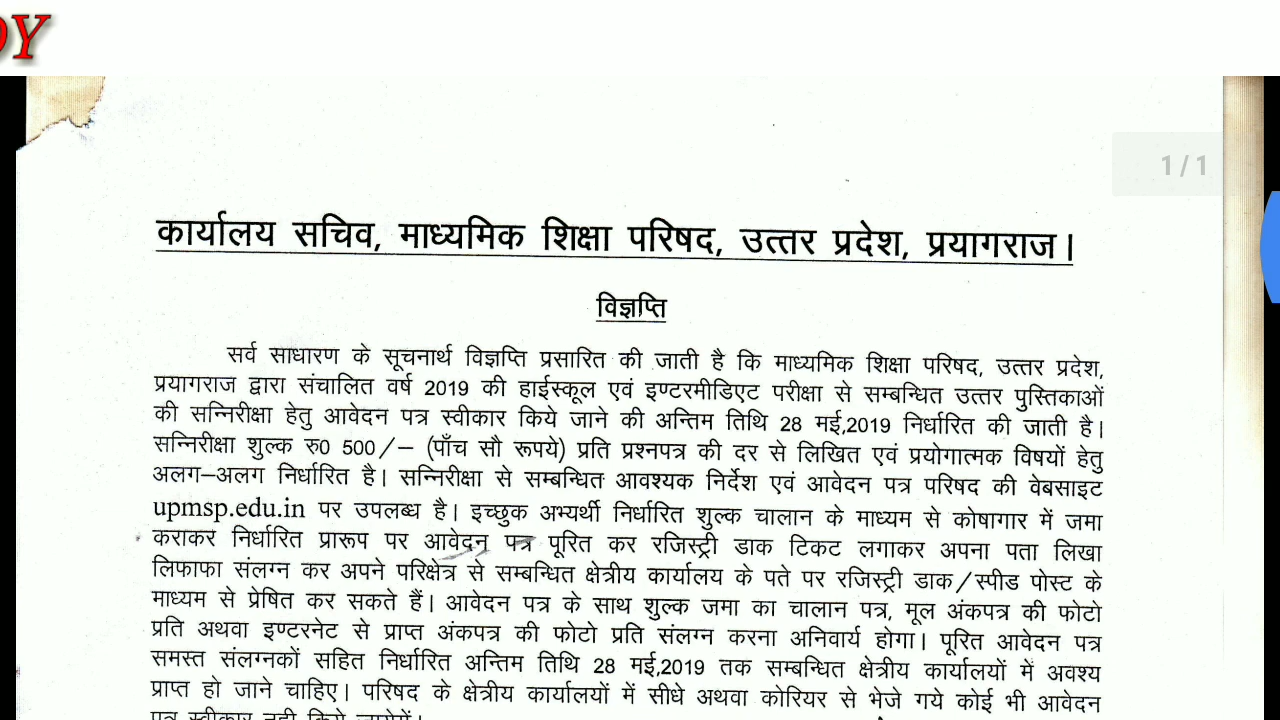 DY
1 / 1
कार्यालय सचिव, माध्यमिक शिक्षा परिषद, उत्तर प्रदेश, प्रयागराज।
विज्ञप्ति
सर्व साधारण के सूचनार्थ विज्ञप्ति प्रसारित की जाती है कि माध्यमिक शिक्षा परिषद, उत्तर प्रदेश,
प्रयागराज द्वारा संचालित वर्ष 2019 की हाईस्कूल एवं इण्टरमीडिएट परीक्षा से सम्बन्धित उत्तर पुस्तिकाओं
की सन्निरीक्षा हेतु आवेदन पत्र स्वीकार किये जाने की अन्तिम तिथि 28 मई,2019 निर्धारित की जाती है।
सन्निरीक्षा शुल्क रु0 500/– (पाँच सौ रूपये) प्रति प्रश्नपत्र की दर से लिखित एवं प्रयोगात्मक विषयों हेतु
अलग–अलग निर्धारित है। सन्निरीक्षा से सम्बन्धित आवश्यक निर्देश एवं आवेदन पत्र परिषद की वेबसाइट
upmsp.edu.in पर उपलब्ध है। इच्छुक अभ्यर्थी निर्धारित शुल्क चालान के माध्यम से कोषागार में जमा
कराकर निर्धारित प्रारूप पर आवेदन पत्र पूरित कर रजिस्ट्री डाक टिकट लगाकर अपना पता लिखा
लिफाफा संलग्न कर अपने परिक्षेत्र से सम्बन्धित क्षेत्रीय कार्यालय के पते पर रजिस्ट्री डाक/स्पीड पोस्ट के
माध्यम से प्रेषित कर सकते हैं। आवेदन पत्र के साथ शुल्क जमा का चालान पत्र, मूल अंकपत्र की फोटो
प्रति अथवा इण्टरनेट से प्राप्त अंकपत्र की फोटो प्रति संलग्न करना अनिवार्य होगा। पूरित आवेदन पत्र
समस्त संलग्नकों सहित निर्धारित अन्तिम तिथि 28 मई,2019 तक सम्बन्धित क्षेत्रीय कार्यालयों में अवश्य
प्राप्त हो जाने चाहिए। परिषद के क्षेत्रीय कार्यालयों में सीधे अथवा कोरियर से भेजे गये कोई भी आवेदन
पत्र स्वीकार नही किये जायेगें।